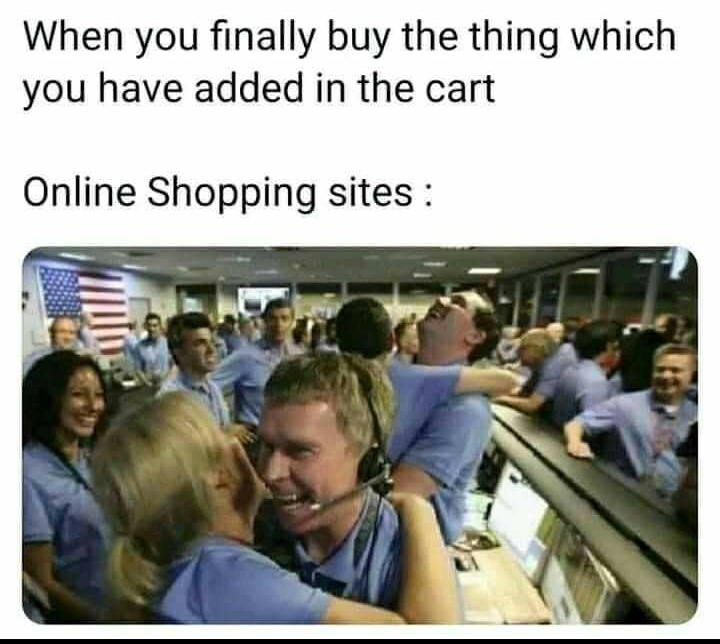 When you finally buy the thing which
you have added in the cart
Online Shopping sites :